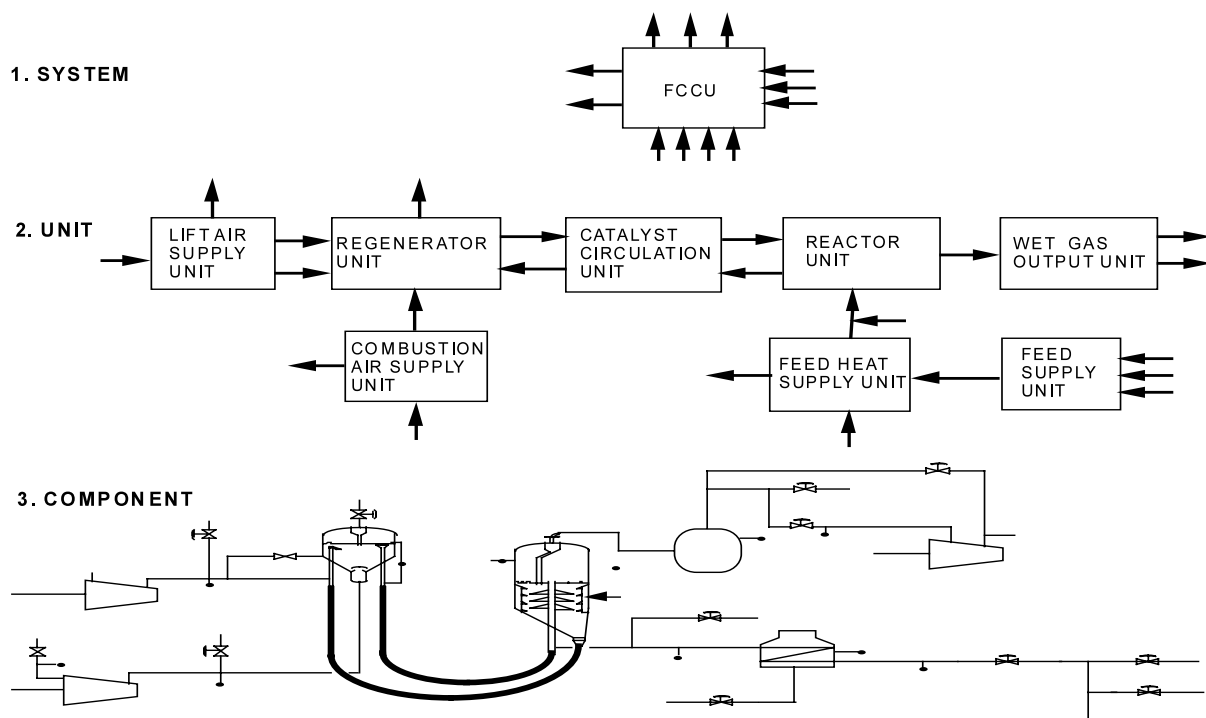 1. SYSTEM
FCCU
2. UNIT
LIFT AIR
SUPPLY
UNIT
REGENERATOR
UNIT
CATALYST
CIRCULATION
UNIT
REACTOR
UNIT
WET GAS
OUTPUT UNIT
COMBUSTION
AIR SUPPLY
UNIT
FEED HEAT
SUPPLY UNIT
FEED
SUPPLY
UNIT
3. COMPONENT